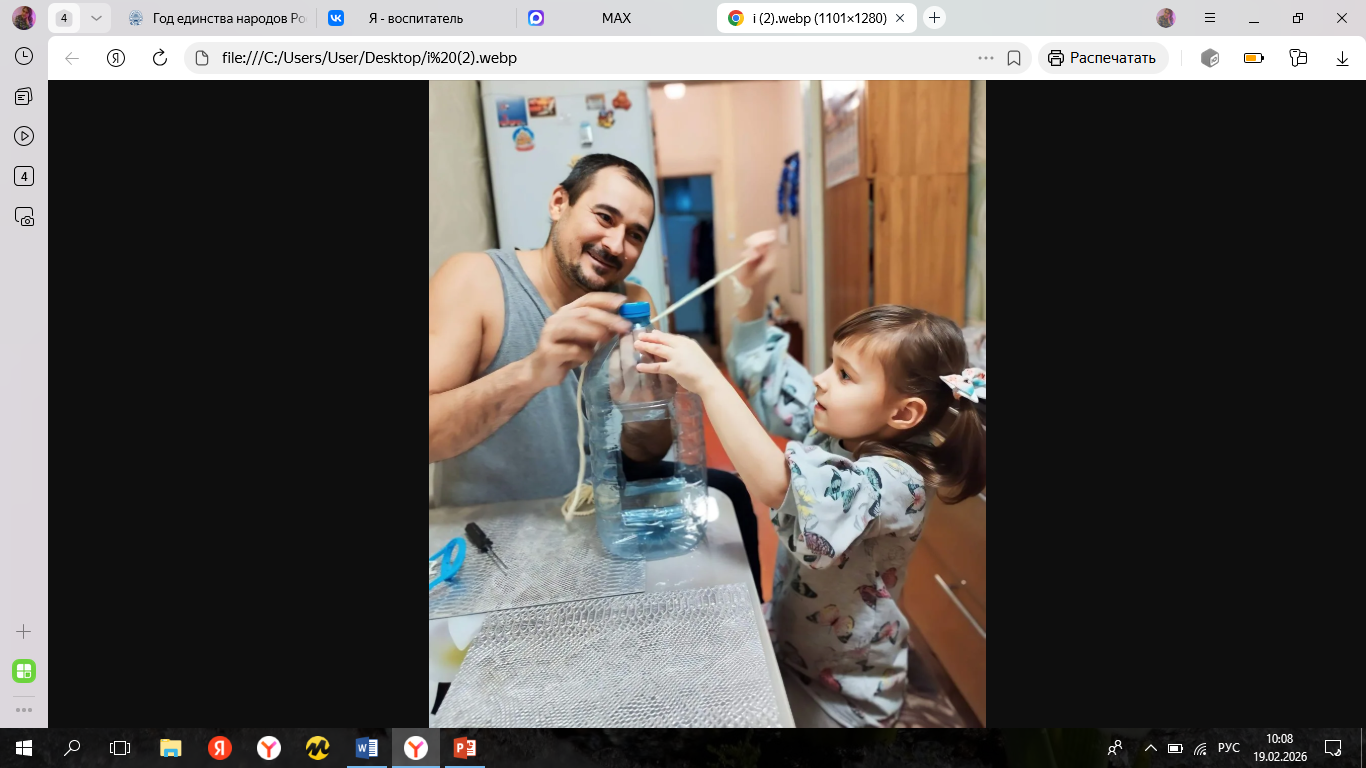 4
Год единства народов Ро
Я - воспитатель
MAX
i (2).webp (1101×1280)
file:///C:/Users/User/Desktop/i%20(2).webp
Распечатать
4
РУС
10:08
19.02.2026